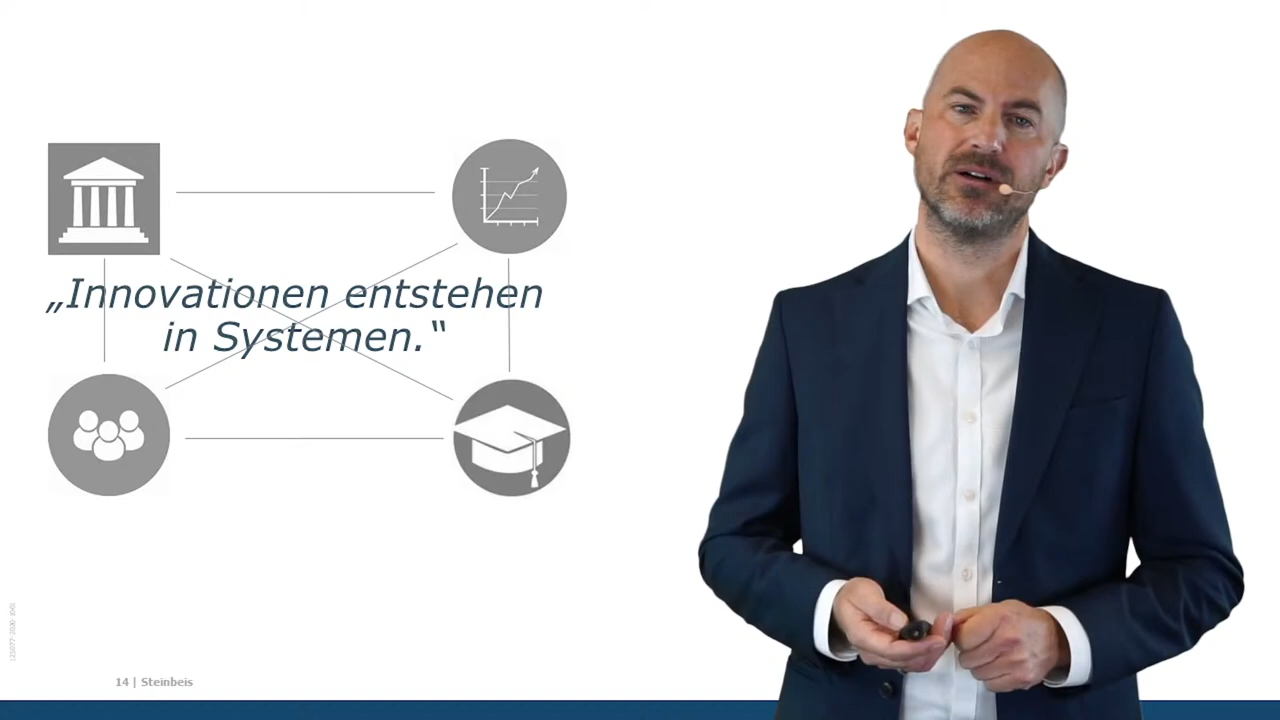 „Innovationen entstehen
in Systemen.“
14 | Steinbeis